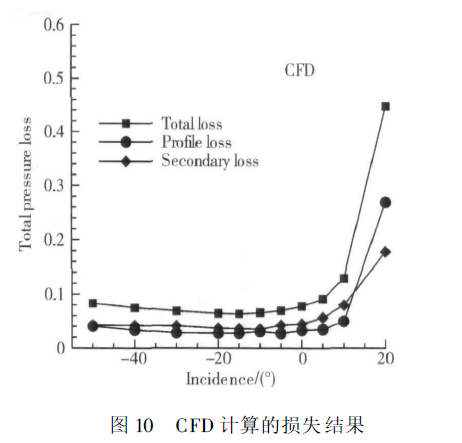 0.6
CFD
0.5
Total loss
Profile loss
Secondary loss
0.4
0.3
0.2
0.1
0
-40
-20
0
20
Total pressure loss
Incidence/(°)
图 10 CFD 计算的损失结果